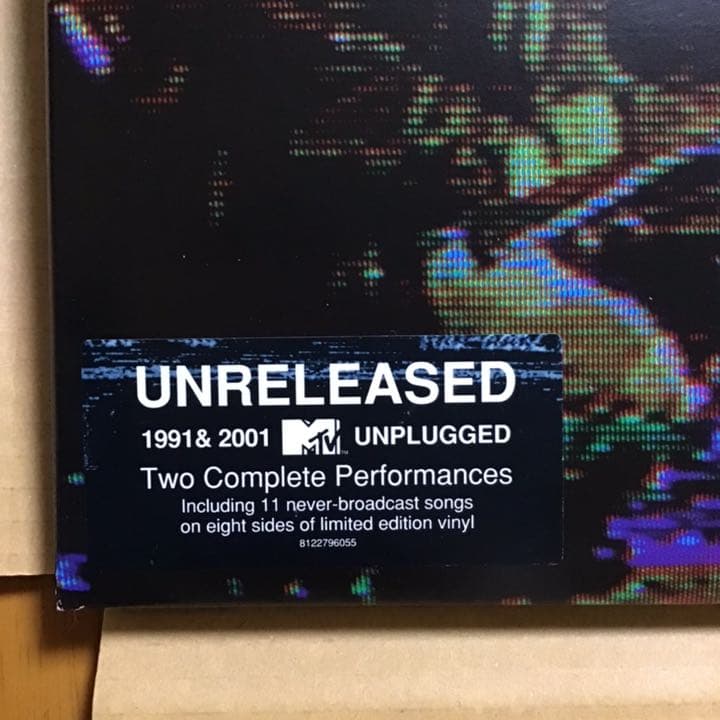 UNRELEASED
1991& 2001 MTV UNPLUGGED
Two Complete Performances
Including 11 never-broadcast songs
on eight sides of limited edition vinyl
8122796055